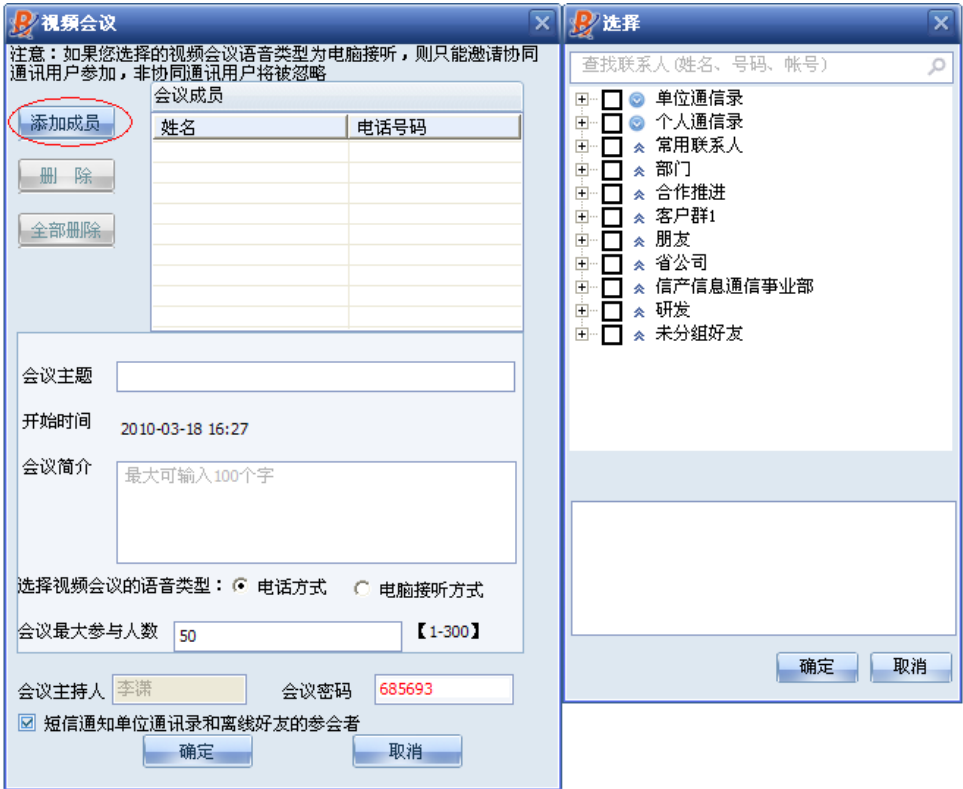 视频会议
注意：如果您选择的视频会议语音类型为电脑接听，则只能邀请协同
通讯用户参加，非协同通讯用户将被忽略
会议成员
添加成员
姓名 电话号码
删 除
全部删除
会议主题
开始时间 2010-03-18 16:27
会议简介
最大可输入100个字
选择视频会议的语音类型： 电话方式 电脑接听方式
会议最大参与人数 50 【1-300】
会议主持人 李潇 会议密码 685693
短信通知单位通讯录和离线好友的参会者
确定 取消
选择
查找联系人(姓名、号码、帐号)
单位通信录
个人通信录
常用联系人
部门
合作推进
客户群1
朋友
省公司
信产信息通信事业部
研发
未分组好友
确定 取消